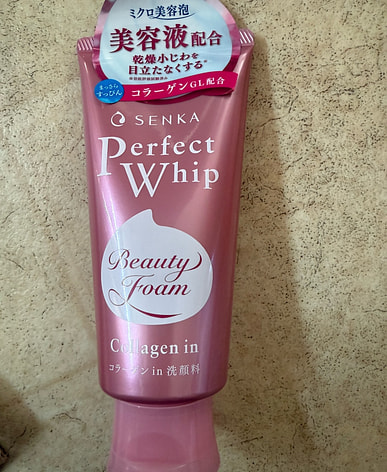 ミクロ美容泡
美容液配合
乾燥小じわを
目立たなくする
まっさら
すっぴん
コラーゲンGL配合
SENKA
Perfect
Whip
Beauty
Foam
Collagen in
コラーゲン in 洗顔料